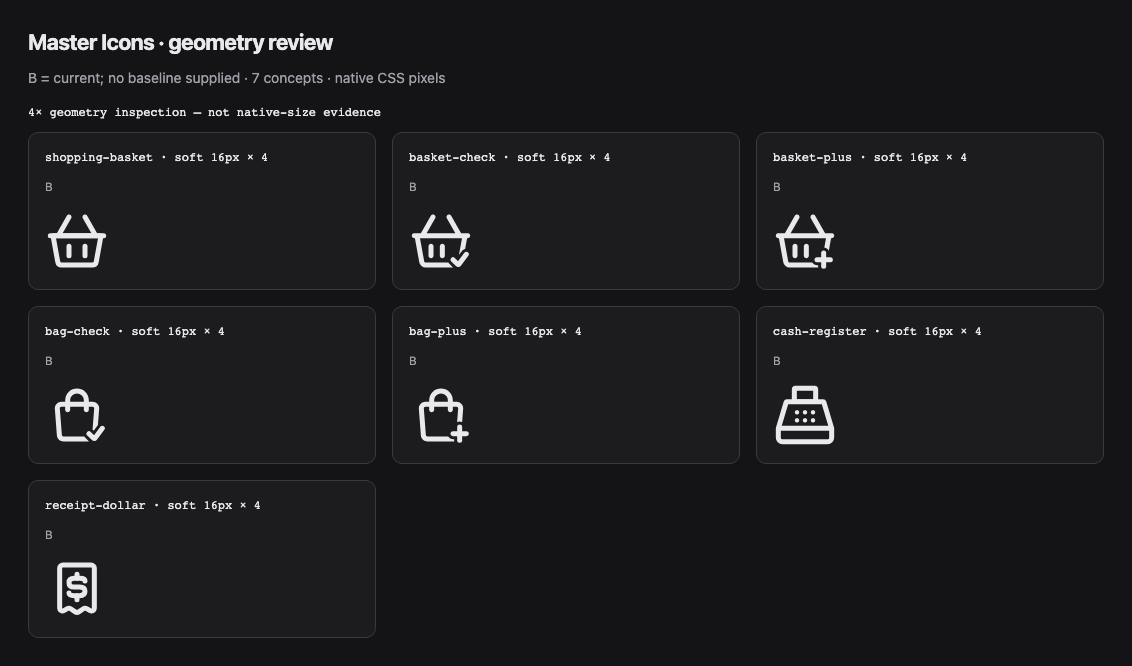 Master Icons · geometry review
B = current; no baseline supplied · 7 concepts · native CSS pixels
4× geometry inspection — not native-size evidence
shopping-basket · soft 16px × 4
B
basket-check · soft 16px × 4
B
basket-plus · soft 16px × 4
B
bag-check · soft 16px × 4
B
bag-plus · soft 16px × 4
B
cash-register · soft 16px × 4
B
receipt-dollar · soft 16px × 4
B
$